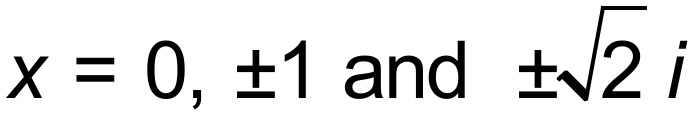 x = 0, ±1 and ±√2 i